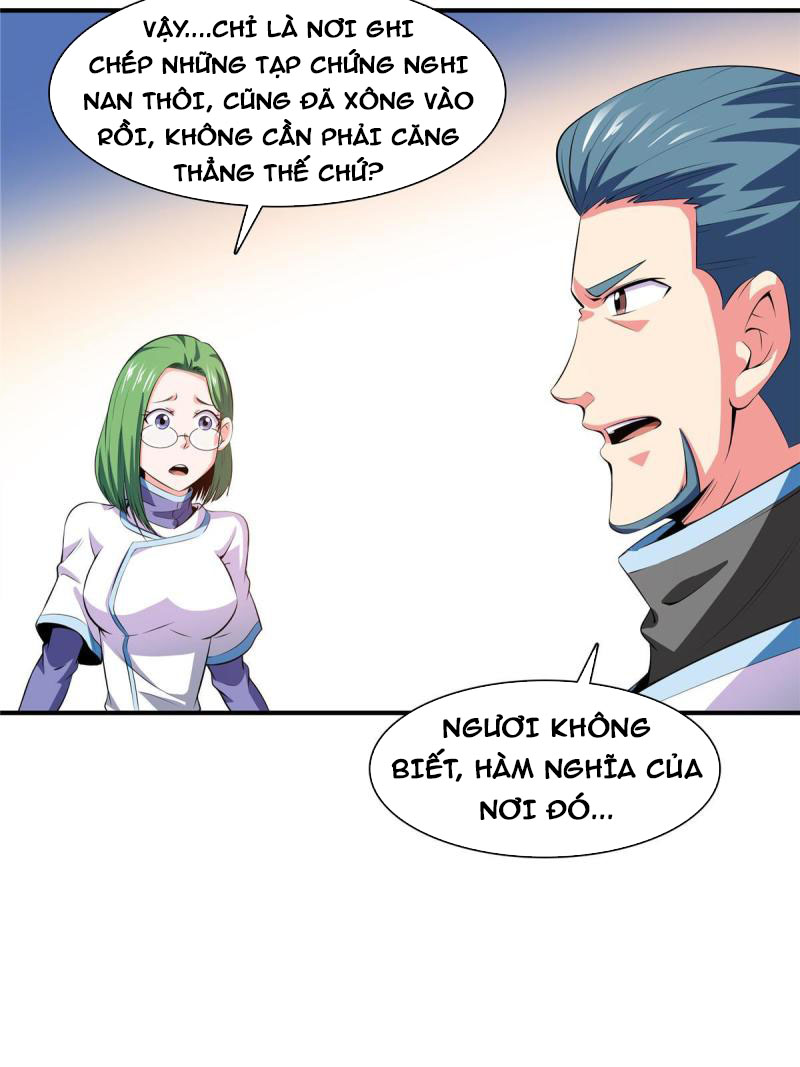 VẬY....CHỈ LÀ NƠI GHI
CHÉP NHỮNG TẠP CHỨNG NGHI
NAN THÔI, CŨNG ĐÃ XÔNG VÀO
RỒI, KHÔNG CẦN PHẢI CĂNG
THẲNG THẾ CHỨ?
NGƯƠI KHÔNG
BIẾT, HÀM NGHĨA CỦA
NƠI ĐÓ...